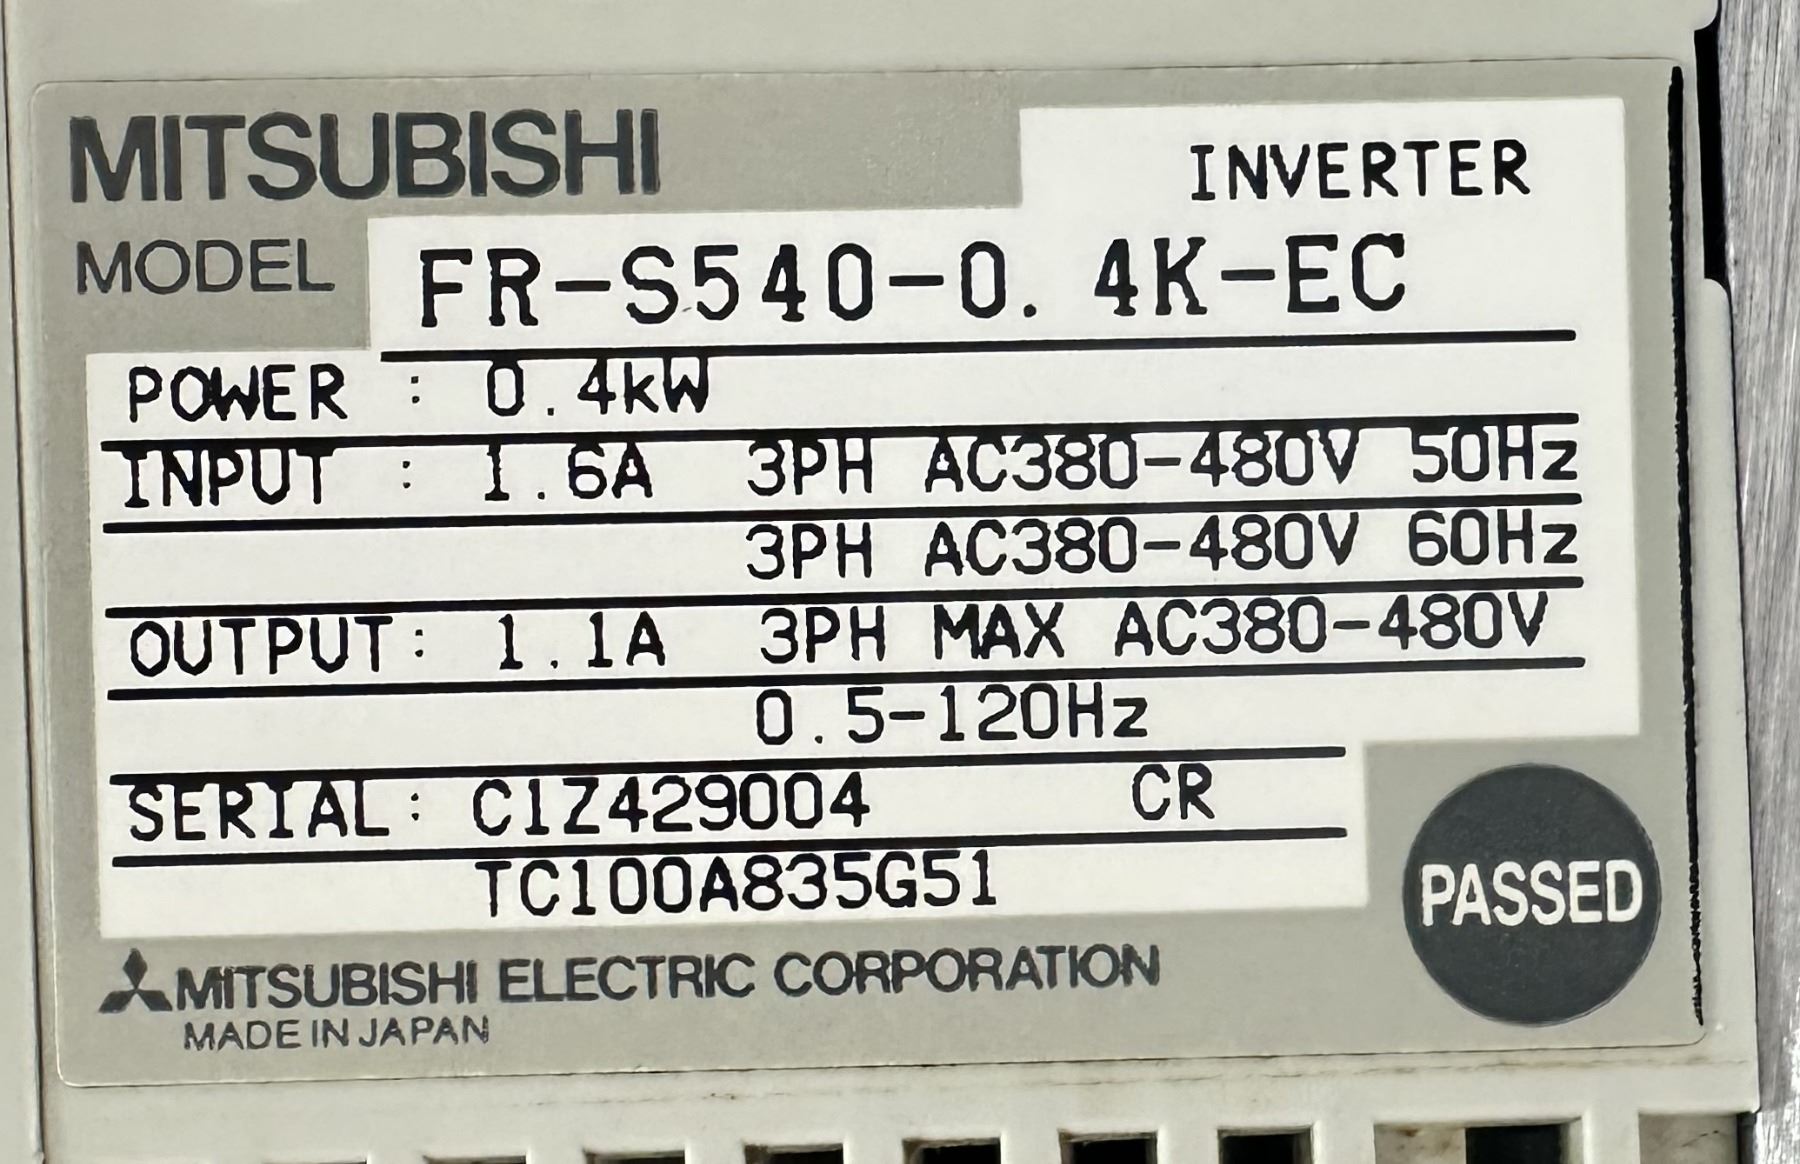 MITSUBISHI
INVERTER
MODEL FR-S540-0.4K-EC
POWER : 0.4kW
INPUT : 1.6A 3PH AC380-480V 50Hz
3PH AC380-480V 60Hz
OUTPUT: 1.1A 3PH MAX AC380-480V
0.5-120Hz
SERIAL: C1Z429004 CR
TC100A835G51
PASSED
MITSUBISHI ELECTRIC CORPORATION
MADE IN JAPAN